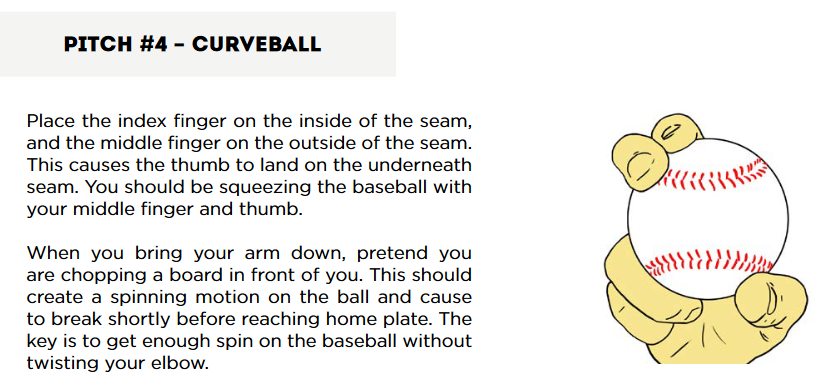 PITCH #4 – CURVEBALL
Place the index finger on the inside of the seam,
and the middle finger on the outside of the seam.
This causes the thumb to land on the underneath
seam. You should be squeezing the baseball with
your middle finger and thumb.
When you bring your arm down, pretend you
are chopping a board in front of you. This should
create a spinning motion on the ball and cause
to break shortly before reaching home plate. The
key is to get enough spin on the baseball without
twisting your elbow.